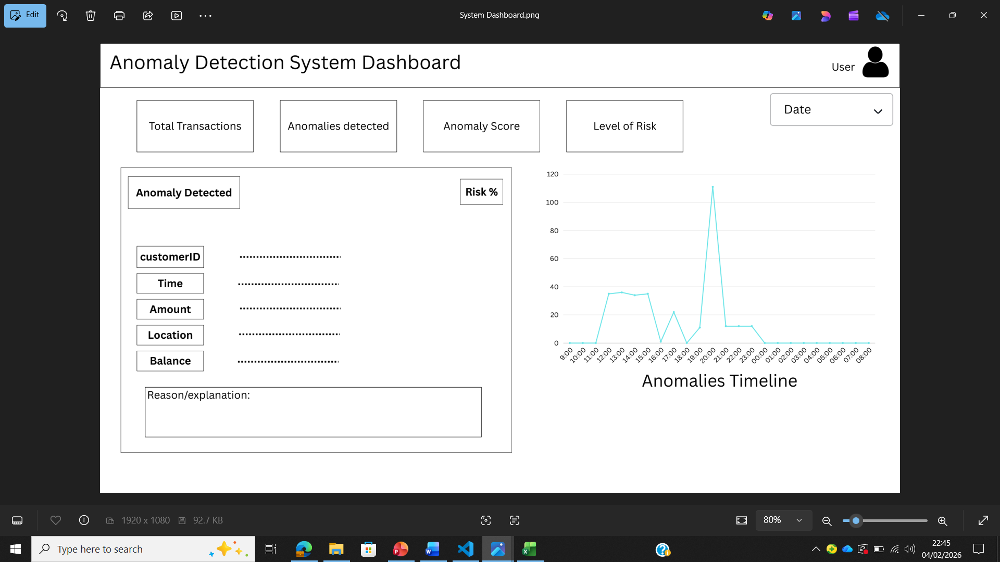 Edit
System Dashboard.png
Anomaly Detection System Dashboard
User
Total Transactions
Anomalies detected
Anomaly Score
Level of Risk
Date
Anomaly Detected
Risk %
customerID
Time
Amount
Location
Balance
Reason/explanation:
120
100
80
60
40
20
0
9:00 10:00 11:00 12:00 13:00 14:00 15:00 16:00 17:00 18:00 19:00 20:00 21:00 22:00 23:00 00:00 01:00 02:00 03:00 04:00 05:00 06:00 07:00 08:00
Anomalies Timeline
1920 x 1080
92.7 KB
80%
Type here to search
22:45
04/02/2026